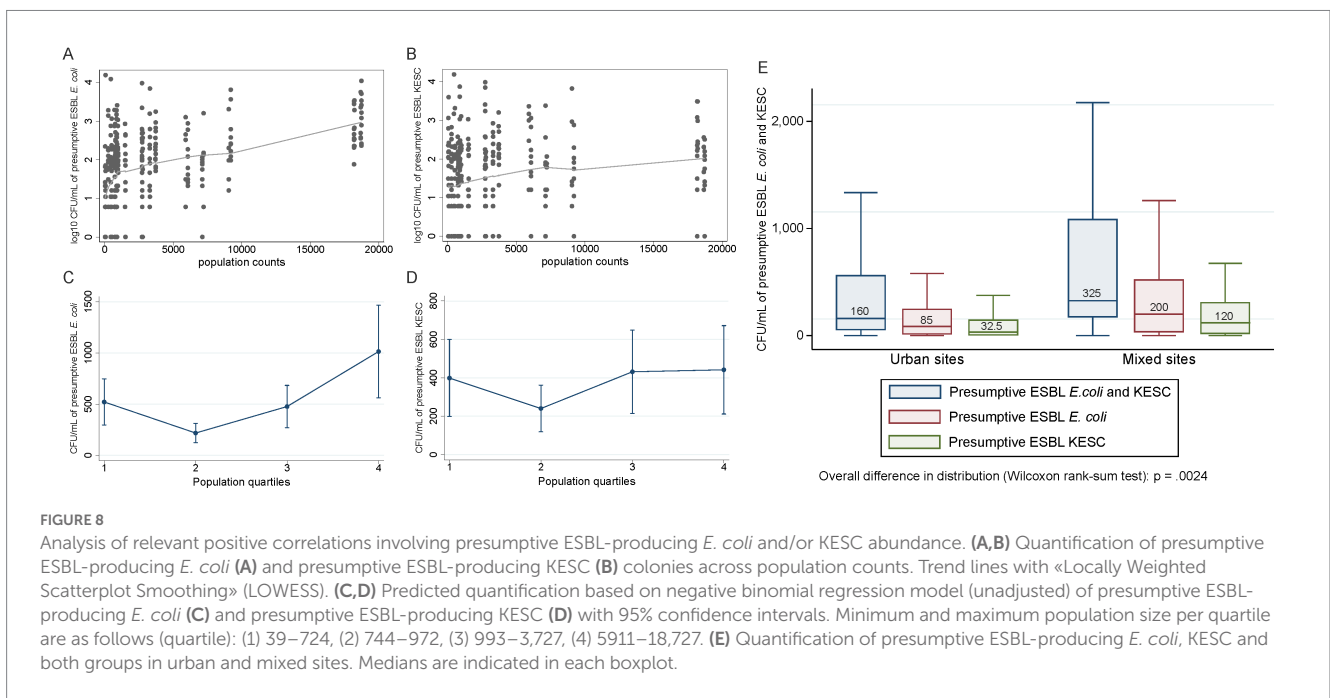 A
log10 CFU/mL of presumptive ESBL E. coli
4
3
2
1
0
0 5000 10000 15000 20000
population counts
B
log10 CFU/mL of presumptive ESBL KESC
4
3
2
1
0
0 5000 10000 15000 20000
population counts
C
CFU/mL of presumptive ESBL E. coli
1500
1000
500
0
1 2 3 4
Population quartiles
D
CFU/mL of presumptive ESBL KESC
800
600
400
200
0
1 2 3 4
Population quartiles
E
CFU/mL of presumptive ESBL E. coli and KESC
2,000
1,000
0
160
85
32.5
325
200
120
Urban sites Mixed sites
Presumptive ESBL E.coli and KESC
Presumptive ESBL E. coli
Presumptive ESBL KESC
Overall difference in distribution (Wilcoxon rank-sum test): p = .0024
FIGURE 8
Analysis of relevant positive correlations involving presumptive ESBL-producing E. coli and/or KESC abundance. (A,B) Quantification of presumptive
ESBL-producing E. coli (A) and presumptive ESBL-producing KESC (B) colonies across population counts. Trend lines with «Locally Weighted
Scatterplot Smoothing» (LOWESS). (C,D) Predicted quantification based on negative binomial regression model (unadjusted) of presumptive ESBL-
producing E. coli (C) and presumptive ESBL-producing KESC (D) with 95% confidence intervals. Minimum and maximum population size per quartile
are as follows (quartile): (1) 39–724, (2) 744–972, (3) 993–3,727, (4) 5911–18,727. (E) Quantification of presumptive ESBL-producing E. coli, KESC and
both groups in urban and mixed sites. Medians are indicated in each boxplot.